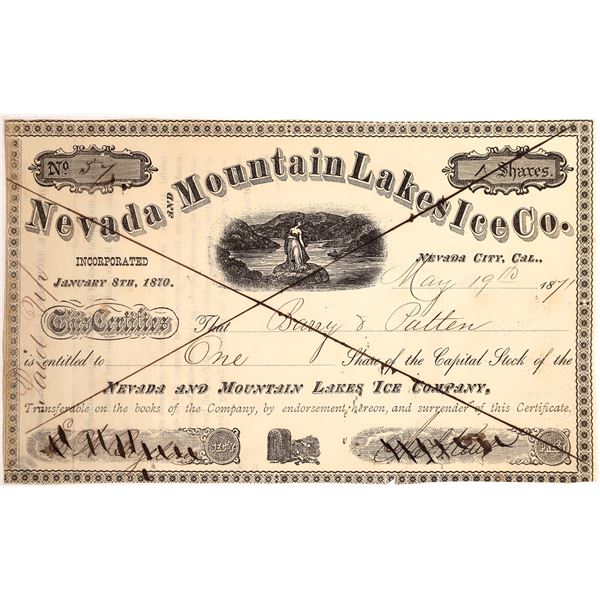 No. 57
1 Shares.
Nevada AND Mountain Lakes Ice Co.
INCORPORATED
JANUARY 8TH, 1870.
NEVADA CITY, CAL.,
May 19th 1871
This Certifies That Barry & Patten
is entitled to One Share of the Capital Stock of the
NEVADA AND MOUNTAIN LAKES ICE COMPANY,
Transferable on the books of the Company, by endorsement hereon, and surrender of this Certificate.
SEC'Y
PRES.